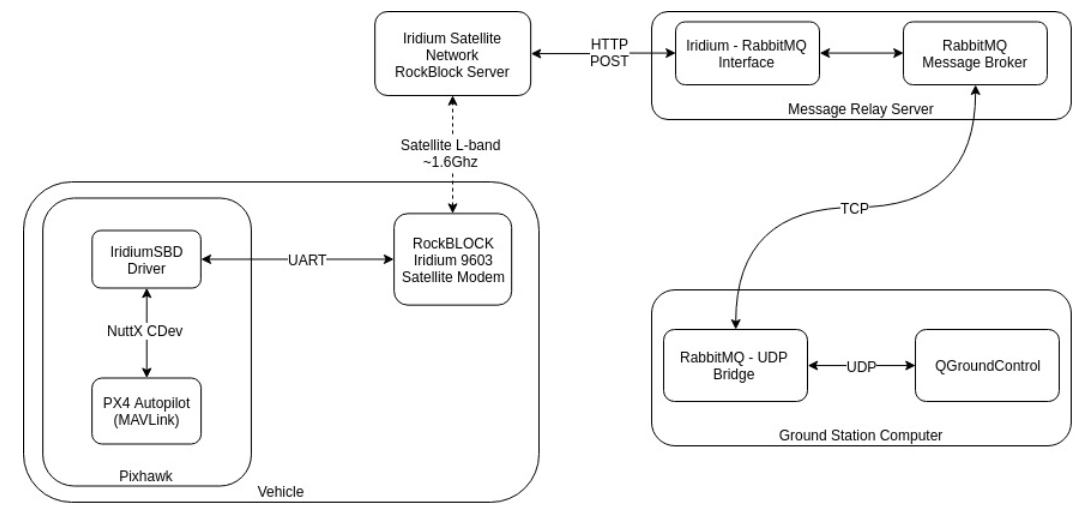 Iridium Satellite
Network
RockBlock Server
HTTP
POST
Iridium - RabbitMQ
Interface
RabbitMQ
Message Broker
Message Relay Server
Satellite L-band
~1.6Ghz
TCP
IridiumSBD
Driver
UART
RockBLOCK
Iridium 9603
Satellite Modem
NuttX CDev
PX4 Autopilot
(MAVLink)
Pixhawk
Vehicle
RabbitMQ - UDP
Bridge
UDP
QGroundControl
Ground Station Computer